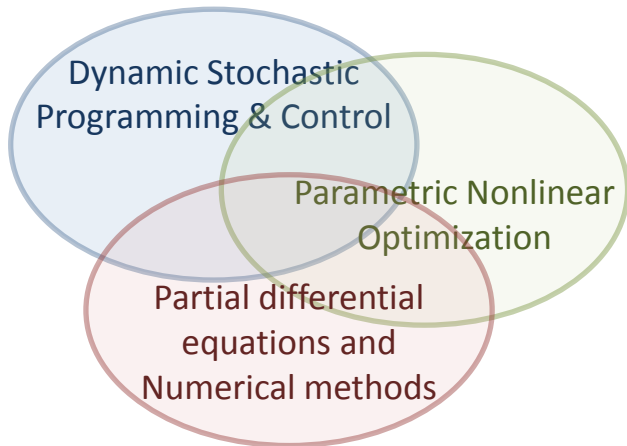 Dynamic Stochastic
Programming & Control
Parametric Nonlinear
Optimization
Partial differential
equations and
Numerical methods